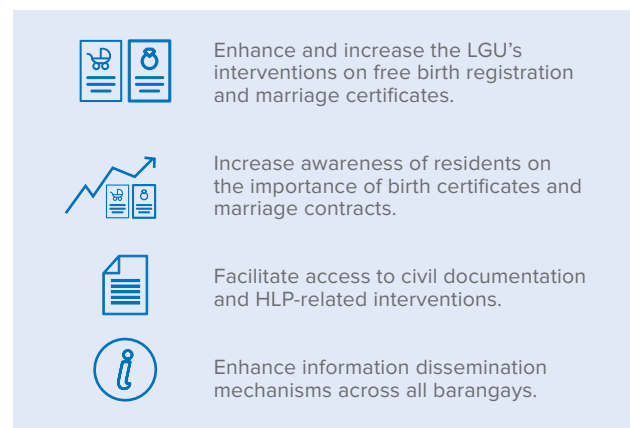 Enhance and increase the LGU's
interventions on free birth registration
and marriage certificates.
Increase awareness of residents on
the importance of birth certificates and
marriage contracts.
Facilitate access to civil documentation
and HLP-related interventions.
Enhance information dissemination
mechanisms across all barangays.